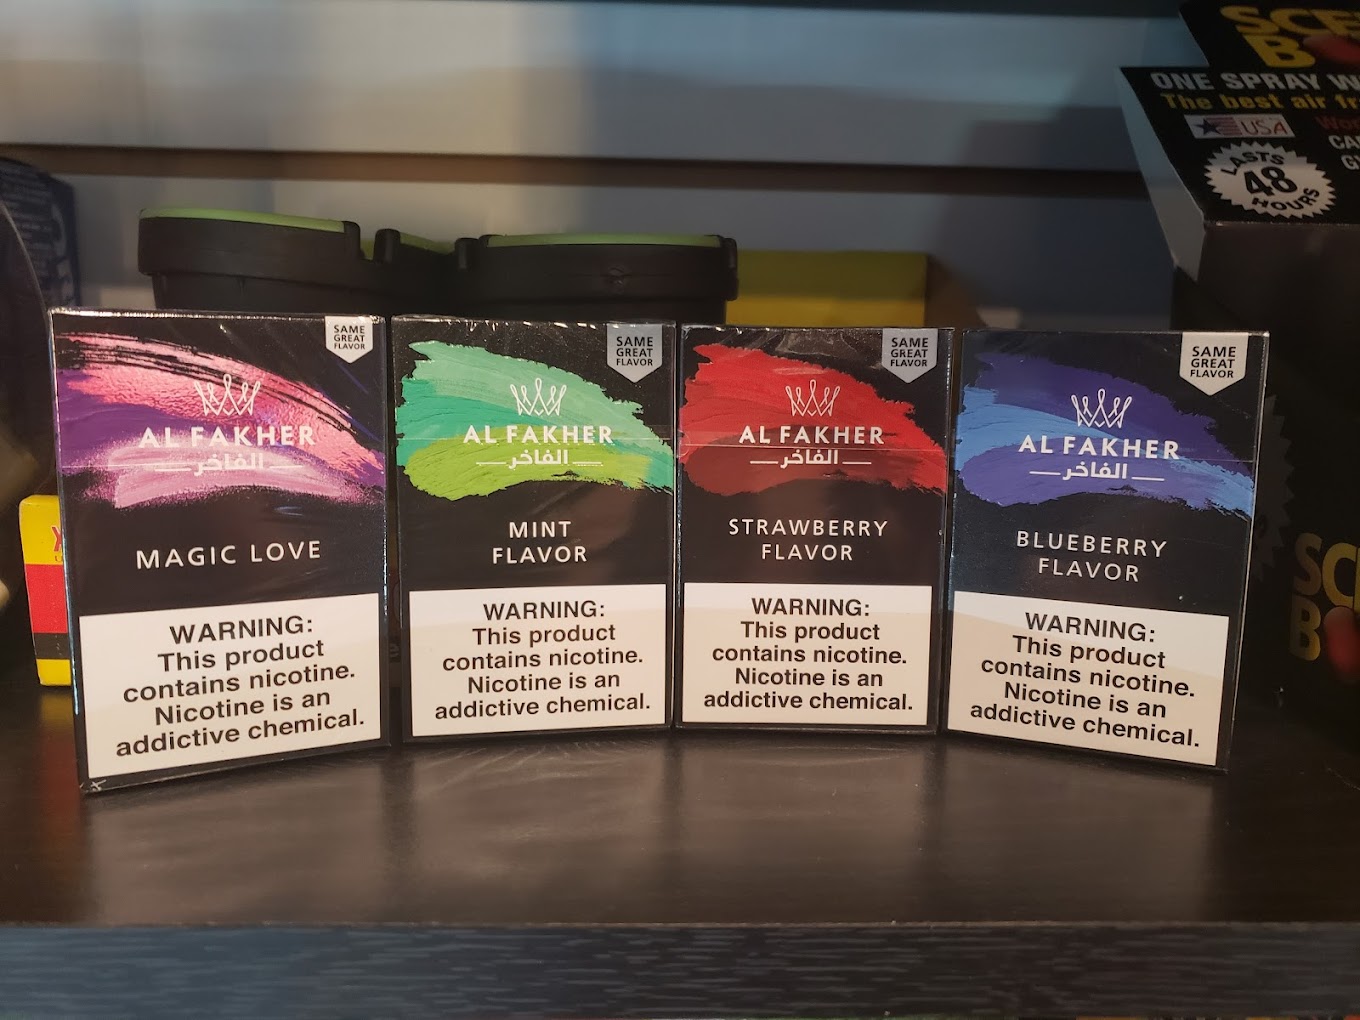 SAME
GREAT
FLAVOR
AL FAKHER
الفاخر
MAGIC LOVE
WARNING:
This product
contains nicotine.
Nicotine is an
addictive chemical.
SAME
GREAT
FLAVOR
AL FAKHER
الفاخر
MINT
FLAVOR
WARNING:
This product
contains nicotine.
Nicotine is an
addictive chemical.
SAME
GREAT
FLAVOR
AL FAKHER
الفاخر
STRAWBERRY
FLAVOR
WARNING:
This product
contains nicotine.
Nicotine is an
addictive chemical.
SAME
GREAT
FLAVOR
AL FAKHER
الفاخر
BLUEBERRY
FLAVOR
WARNING:
This product
contains nicotine.
Nicotine is an
addictive chemical.
ONE SPRAY
The best air
USA
LASTS
48
HOURS